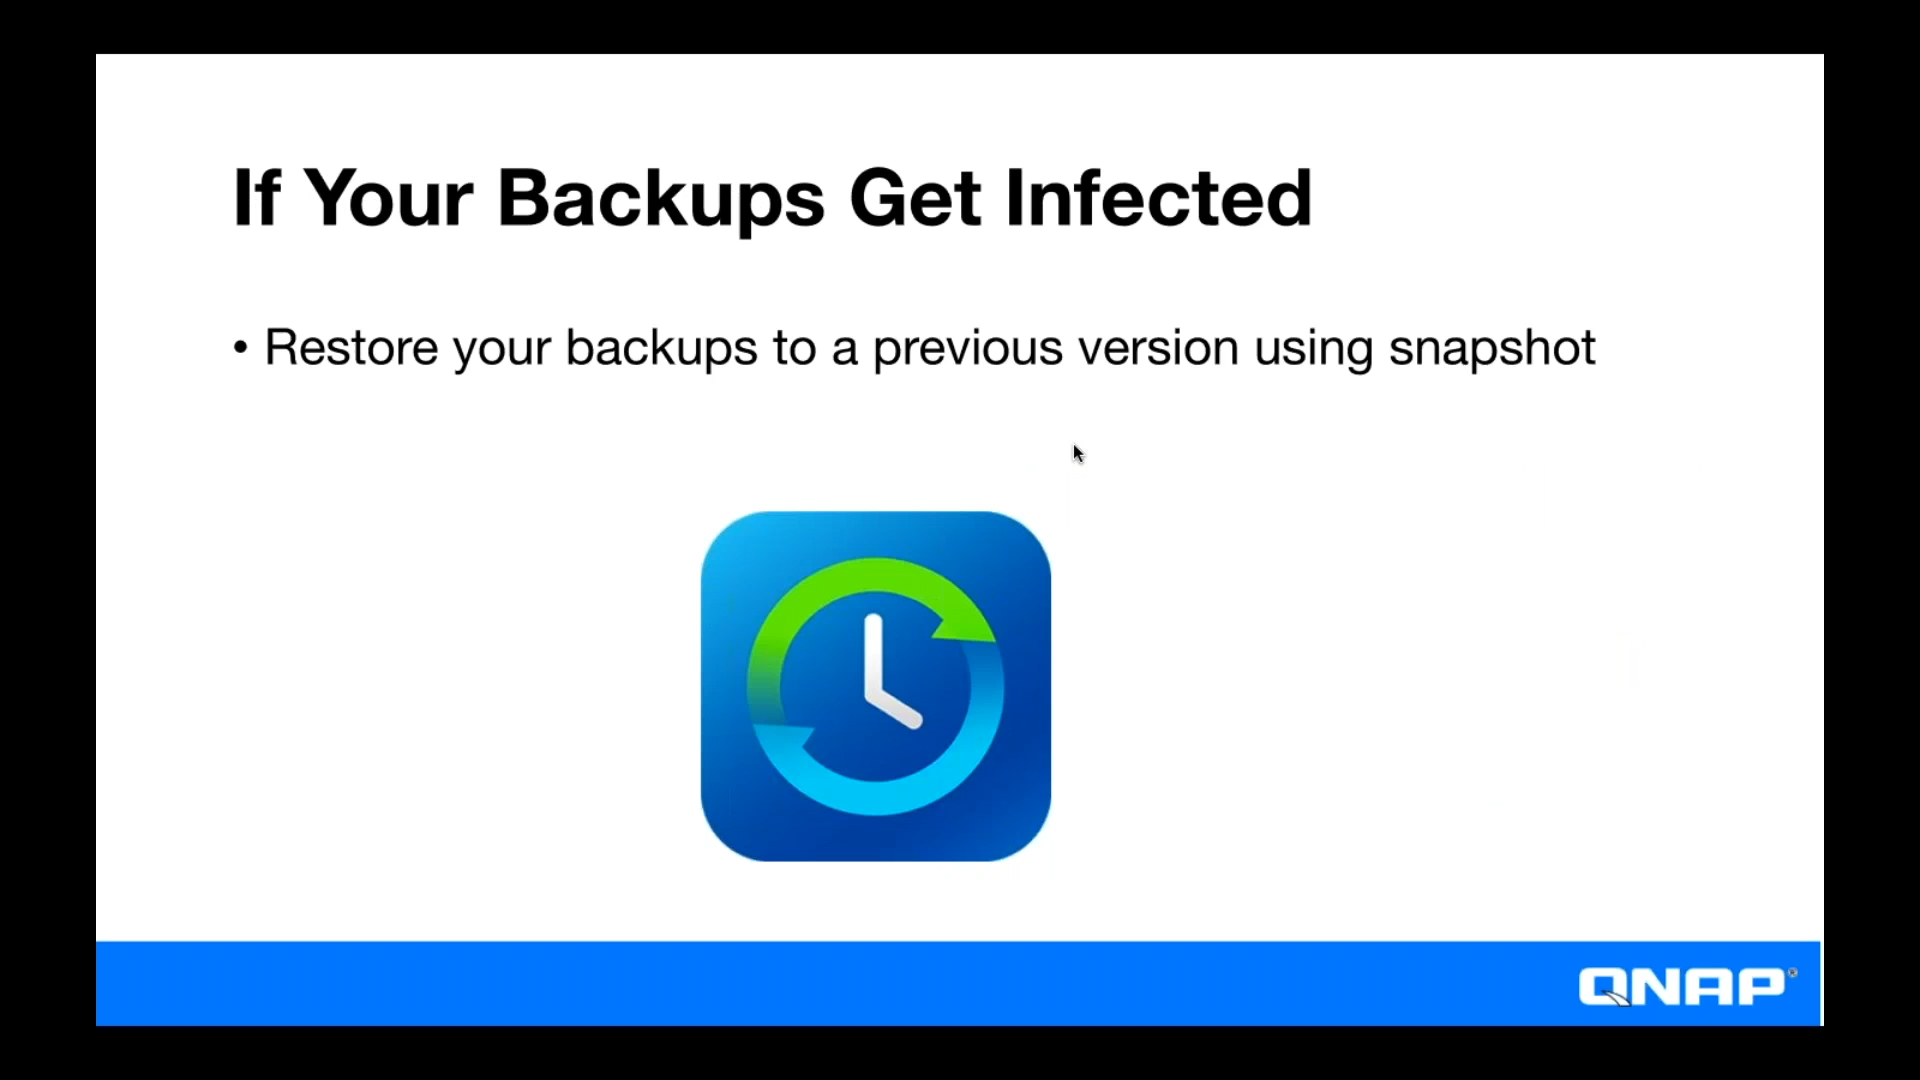 If Your Backups Get Infected
• Restore your backups to a previous version using snapshot
QNAP®